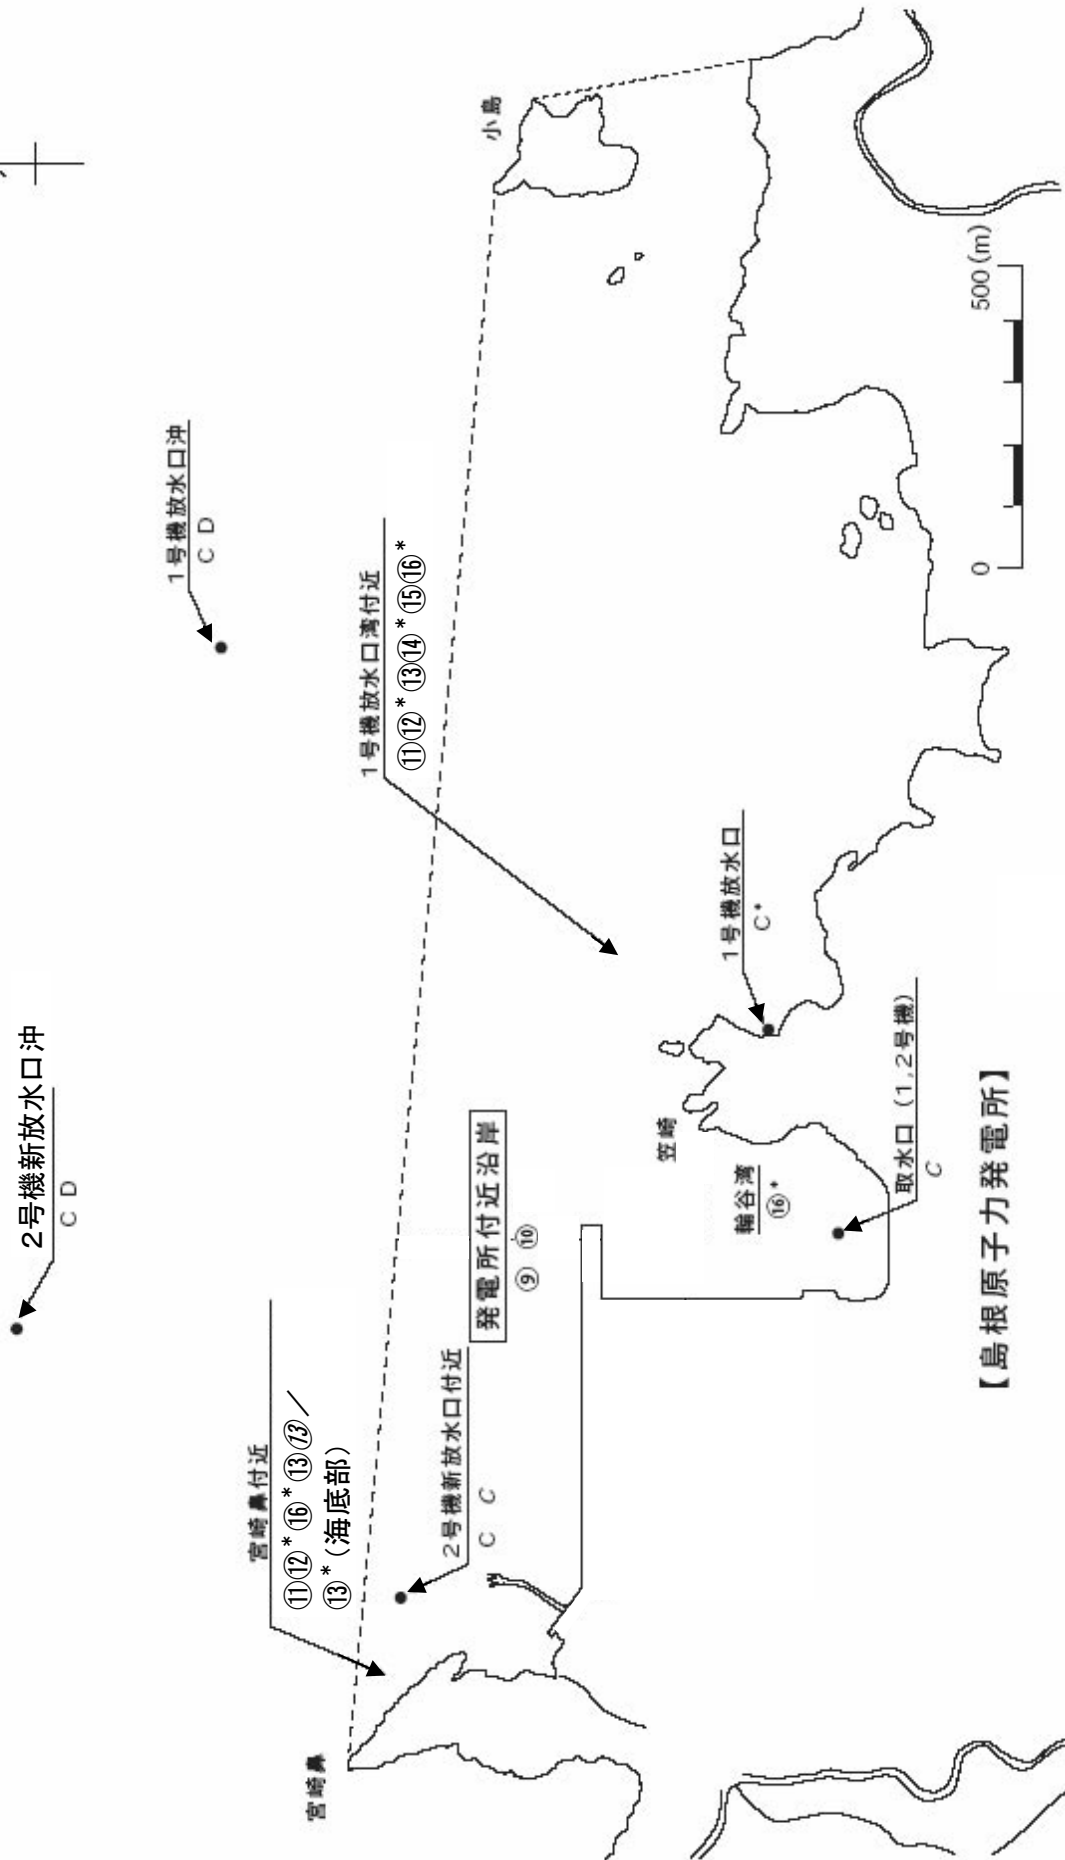 2号機新放水口沖
C D
1号機放水口沖
C D
小島
宮崎鼻付近
⑪⑫*⑯*⑬⑬/
⑬*(海底部)
1号機放水口湾付近
⑪⑫*⑬⑭*⑮⑯*
宮崎鼻
2号機新放水口付近
C C
発電所付近沿岸
⑨ ⑩
笠崎
輪谷湾
⑯*
1号機放水口
C*
取水口(1,2号機)
C
0
500(m)
【島根原子力発電所】